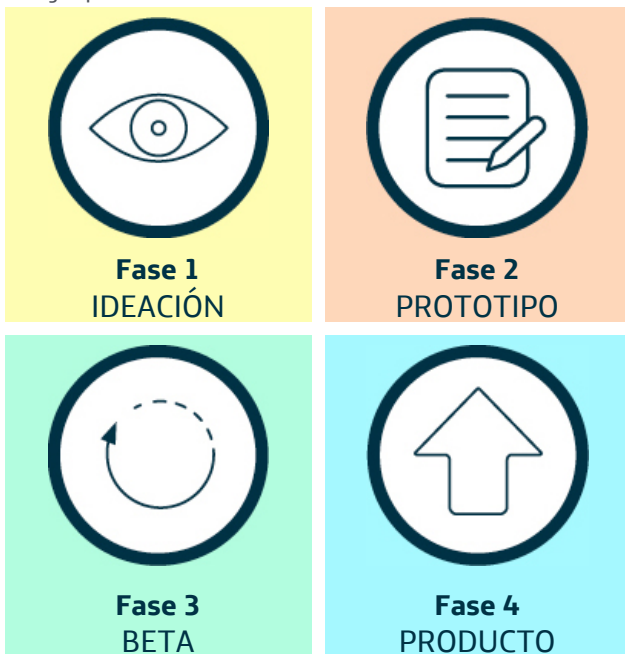 Fase 1
IDEACIÓN
Fase 2
PROTOTIPO
Fase 3
BETA
Fase 4
PRODUCTO